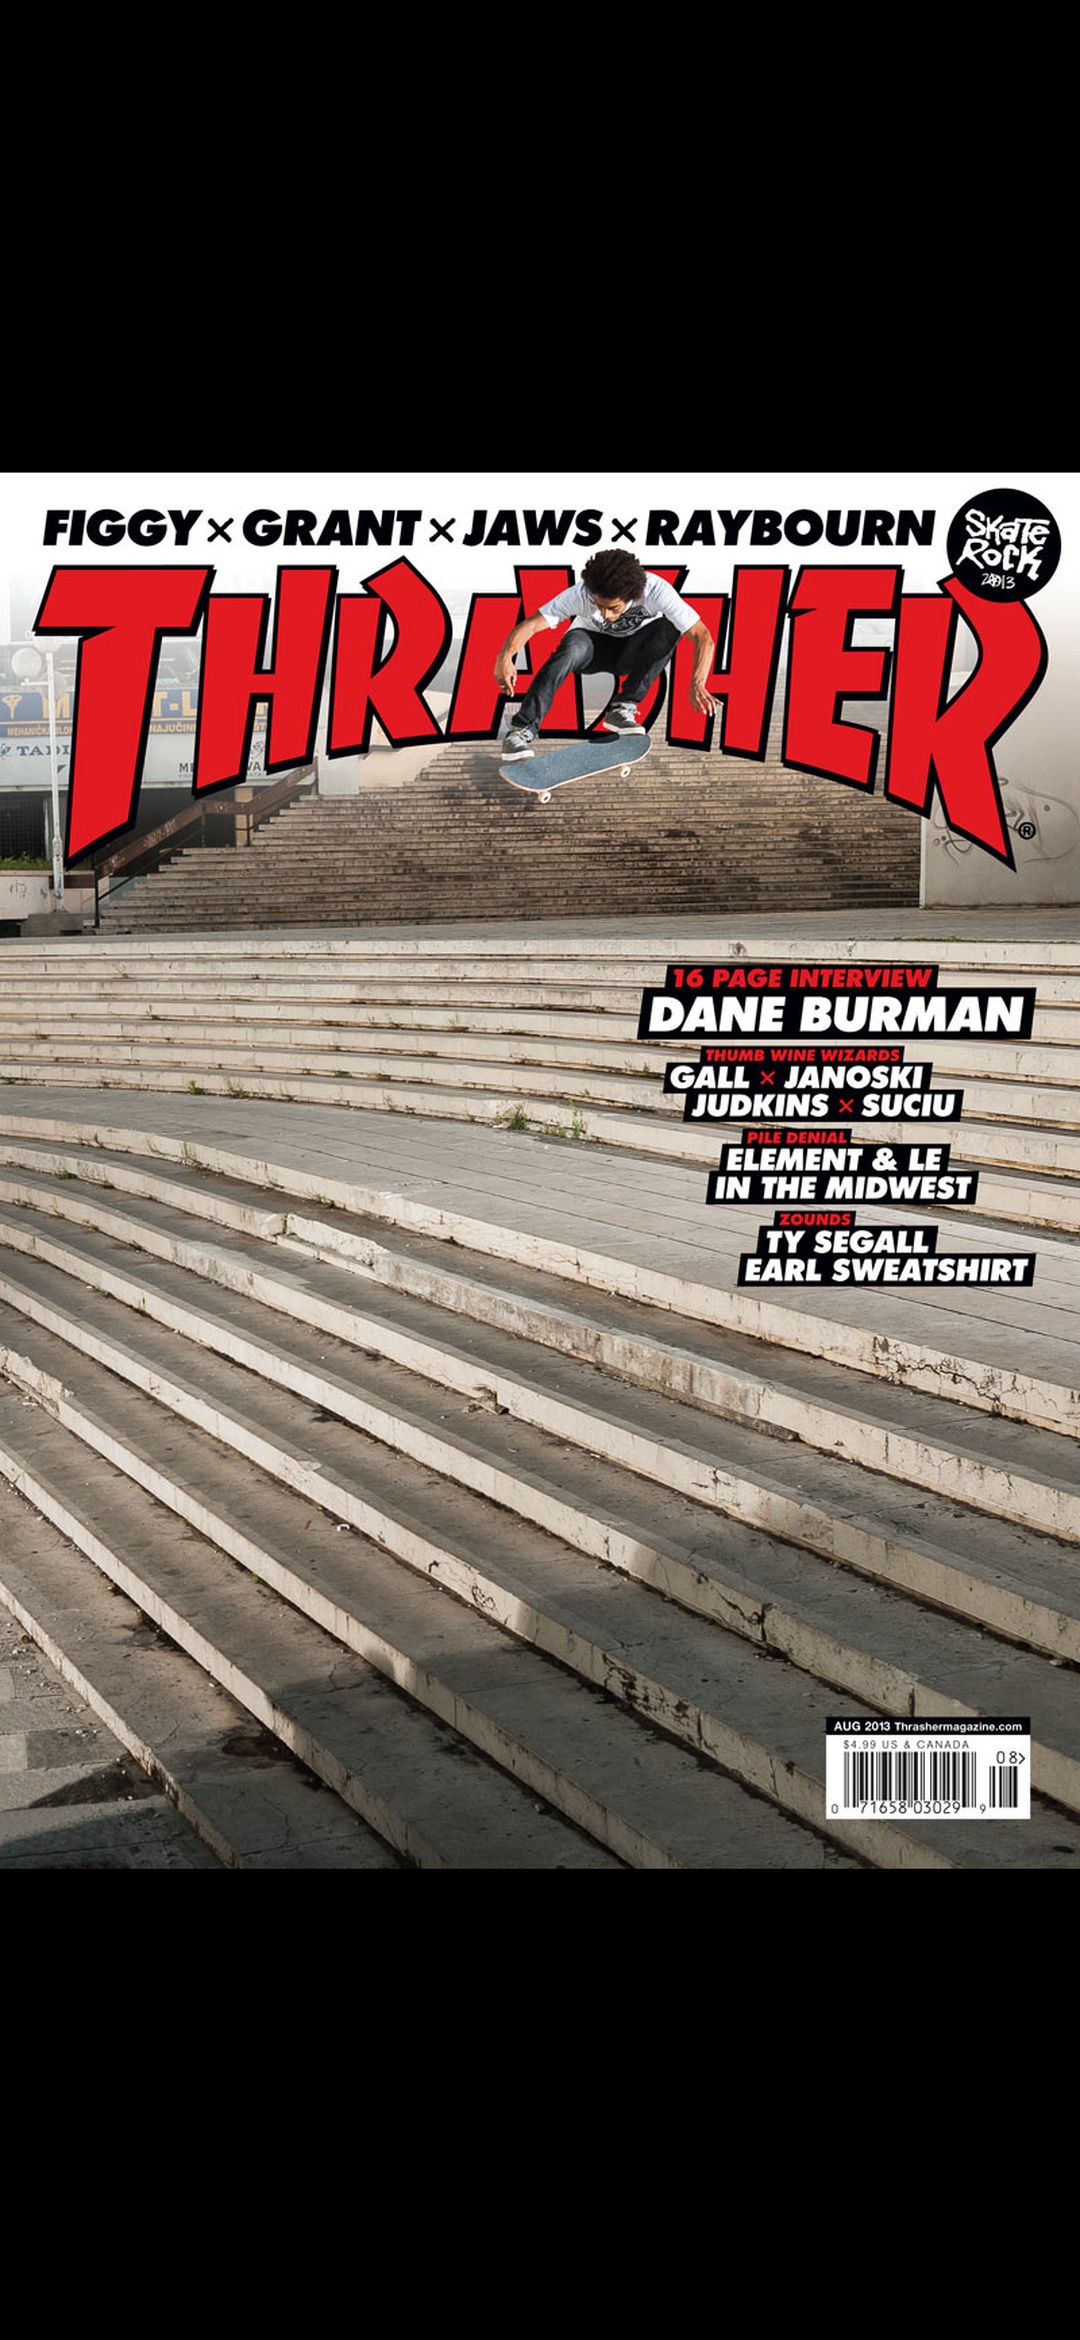 FIGGY × GRANT × JAWS × RAYBOURN
SKATE
ROCK
2013
THRASHER®
TADI
16 PAGE INTERVIEW
DANE BURMAN
THUMB WINE WIZARDS
GALL × JANOSKI
JUDKINS × SUCIU
PILE DENIAL
ELEMENT & LE
IN THE MIDWEST
ZOUNDS
TY SEGALL
EARL SWEATSHIRT
AUG 2013 Thrashermagazine.com
$4.99 US & CANADA
08>
0 71658 03029 9